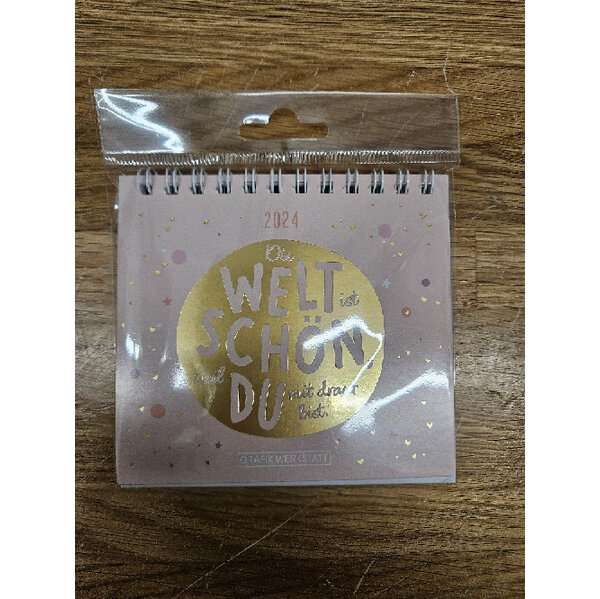 2024
Die
WELT ist
SCHÖN,
weil
DU mit drauf
bist.
GRAFIK WERKSTATT